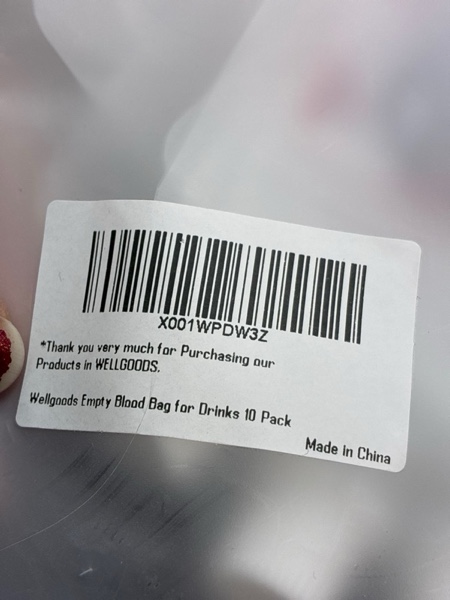 X001WPDW3Z
*Thank you very much for Purchasing our
Products in WELLGOODS.
Wellgoods Empty Blood Bag for Drinks 10 Pack
Made in China